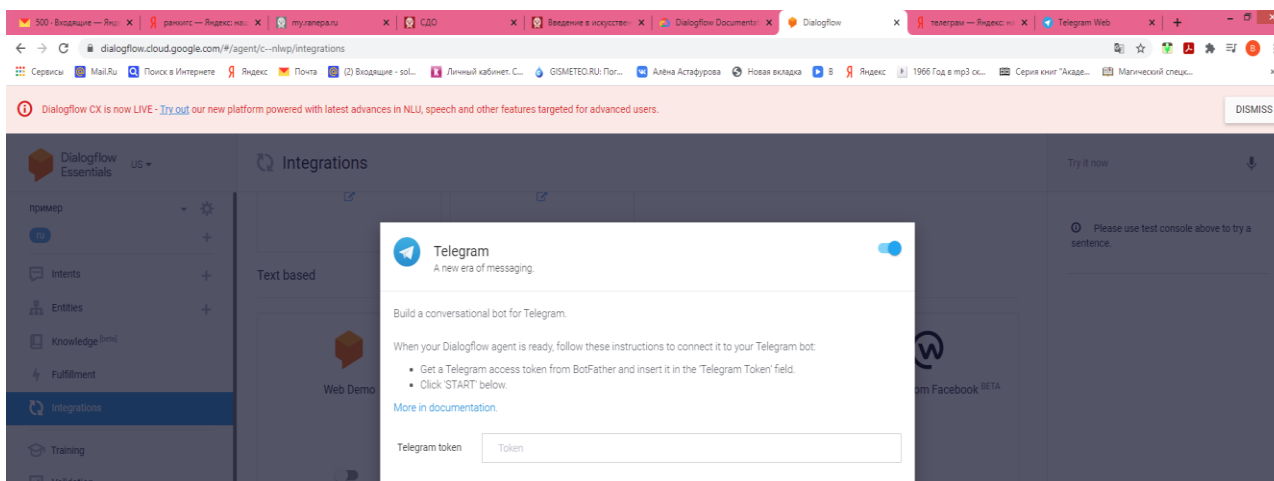 500 · Входящие — Янд
ранхигс — Яндекс: наш
my.ranepa.ru
СДО
Введение в искусствен
Dialogflow Documentati
Dialogflow
телеграм — Яндекс: на
Telegram Web
dialogflow.cloud.google.com/#/agent/c--nlwp/integrations
Сервисы
Mail.Ru
Поиск в Интернете
Яндекс
Почта
(2) Входящие - sol...
Личный кабинет. С...
GISMETEO.RU: Пог...
Алёна Астафурова
Новая вкладка
В
Яндекс
1966 Год в mp3 ск...
Серия книг "Акаде...
Магический спецк...
Dialogflow CX is now LIVE - Try out our new platform powered with latest advances in NLU, speech and other features targeted for advanced users.
DISMISS
Dialogflow
Essentials
US
Integrations
Try it now
пример
ru
Please use test console above to try a
sentence.
Intents
Entities
Knowledge [beta]
Fulfillment
Integrations
Training
Validation
Text based
Web Demo
om Facebook BETA
Telegram
A new era of messaging.
Build a conversational bot for Telegram.
When your Dialogflow agent is ready, follow these instructions to connect it to your Telegram bot:
• Get a Telegram access token from BotFather and insert it in the 'Telegram Token' field.
• Click 'START' below.
More in documentation.
Telegram token
Token